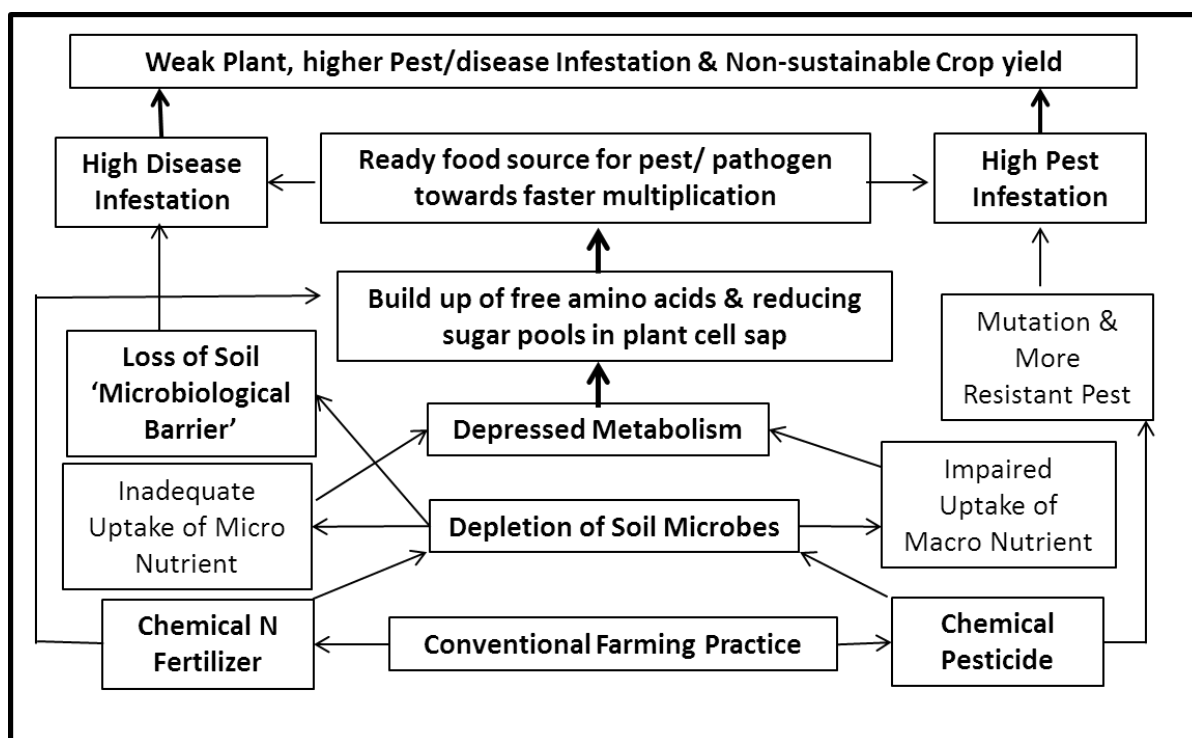 Weak Plant, higher Pest/disease Infestation & Non-sustainable Crop yield
High Disease
Infestation
Ready food source for pest/ pathogen
towards faster multiplication
High Pest
Infestation
Build up of free amino acids & reducing
sugar pools in plant cell sap
Mutation &
More
Resistant Pest
Loss of Soil
‘Microbiological
Barrier’
Depressed Metabolism
Inadequate
Uptake of Micro
Nutrient
Depletion of Soil Microbes
Impaired
Uptake of
Macro Nutrient
Chemical N
Fertilizer
Conventional Farming Practice
Chemical
Pesticide